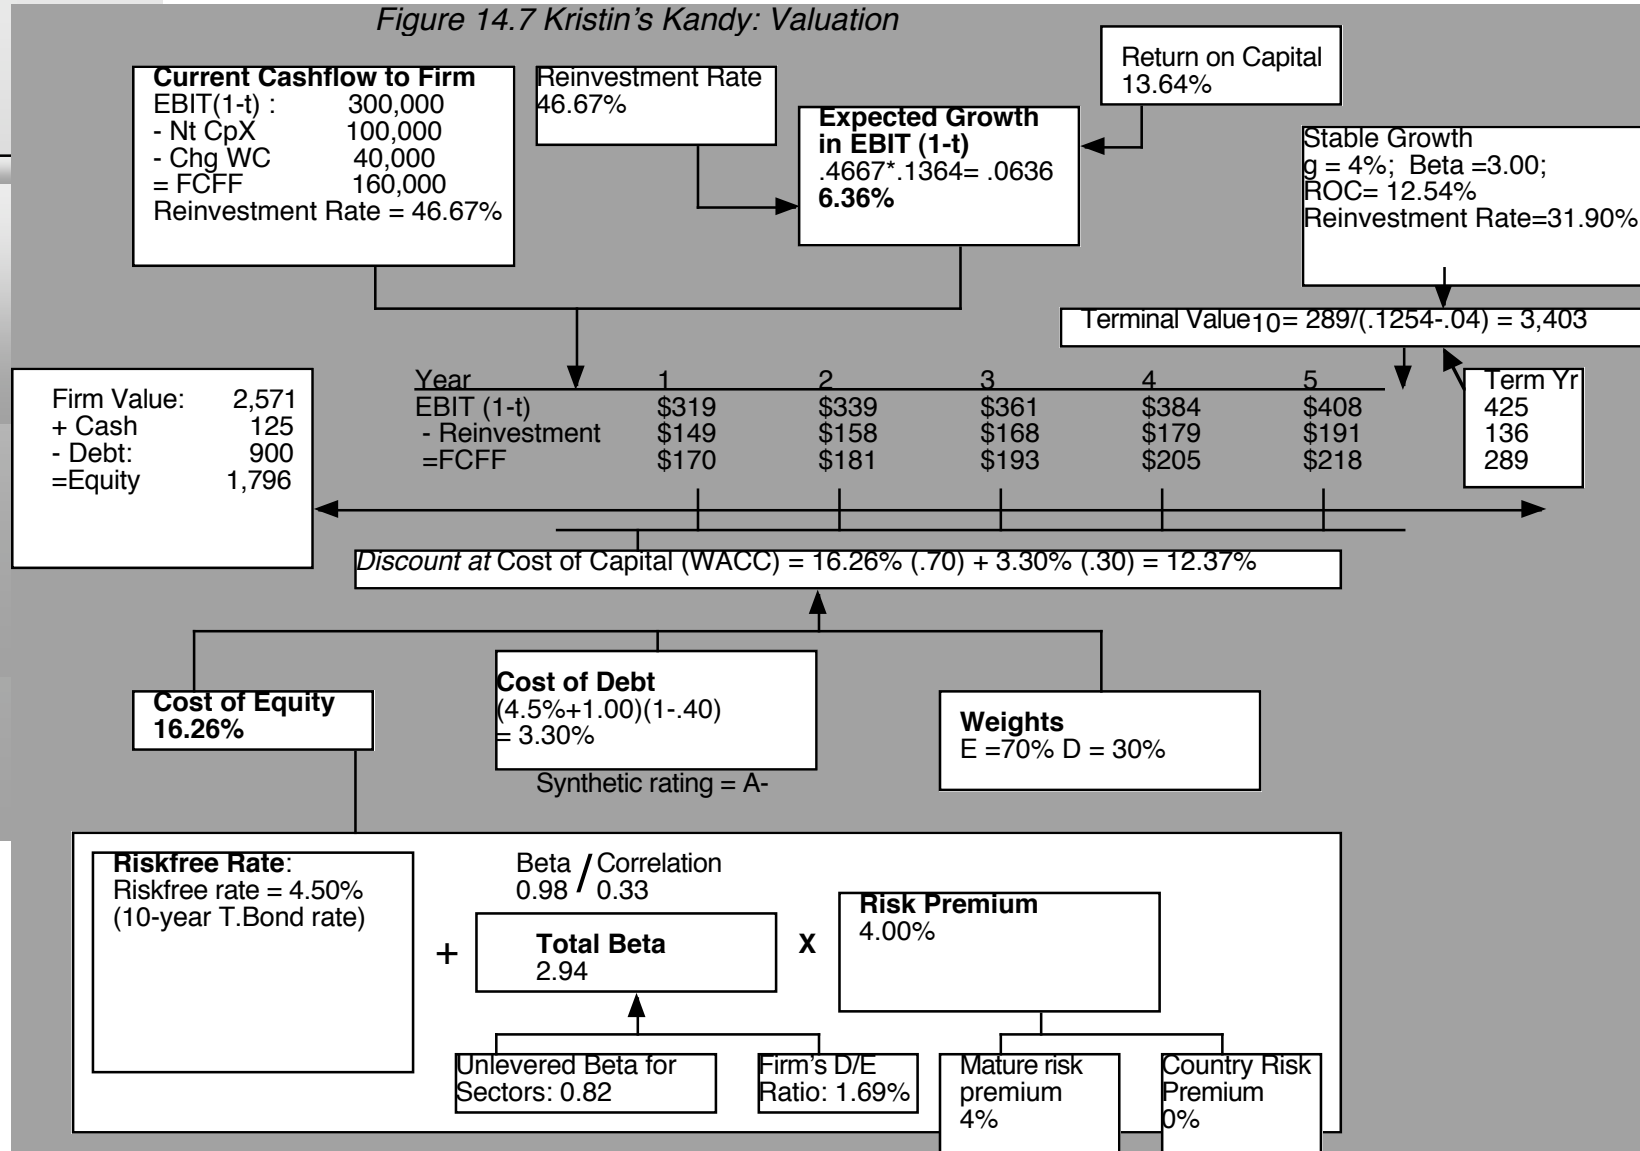 Figure 14.7 Kristin's Kandy: Valuation
Current Cashflow to Firm
EBIT(1-t) : 300,000
- Nt CpX 100,000
- Chg WC 40,000
= FCFF 160,000
Reinvestment Rate = 46.67%
Reinvestment Rate
46.67%
Expected Growth
in EBIT (1-t)
.4667*.1364= .0636
6.36%
Return on Capital
13.64%
Stable Growth
g = 4%; Beta =3.00;
ROC= 12.54%
Reinvestment Rate=31.90%
Terminal Value10= 289/(.1254-.04) = 3,403
Firm Value: 2,571
+ Cash 125
- Debt: 900
=Equity 1,796
Year 1 2 3 4 5
EBIT (1-t) $319 $339 $361 $384 $408
- Reinvestment $149 $158 $168 $179 $191
=FCFF $170 $181 $193 $205 $218
Term Yr
425
136
289
Discount at Cost of Capital (WACC) = 16.26% (.70) + 3.30% (.30) = 12.37%
Cost of Equity
16.26%
Cost of Debt
(4.5%+1.00)(1-.40)
= 3.30%
Synthetic rating = A-
Weights
E =70% D = 30%
Riskfree Rate:
Riskfree rate = 4.50%
(10-year T.Bond rate)
+
Beta / Correlation
0.98 0.33
Total Beta
2.94
X
Risk Premium
4.00%
Unlevered Beta for
Sectors: 0.82
Firm's D/E
Ratio: 1.69%
Mature risk
premium
4%
Country Risk
Premium
0%